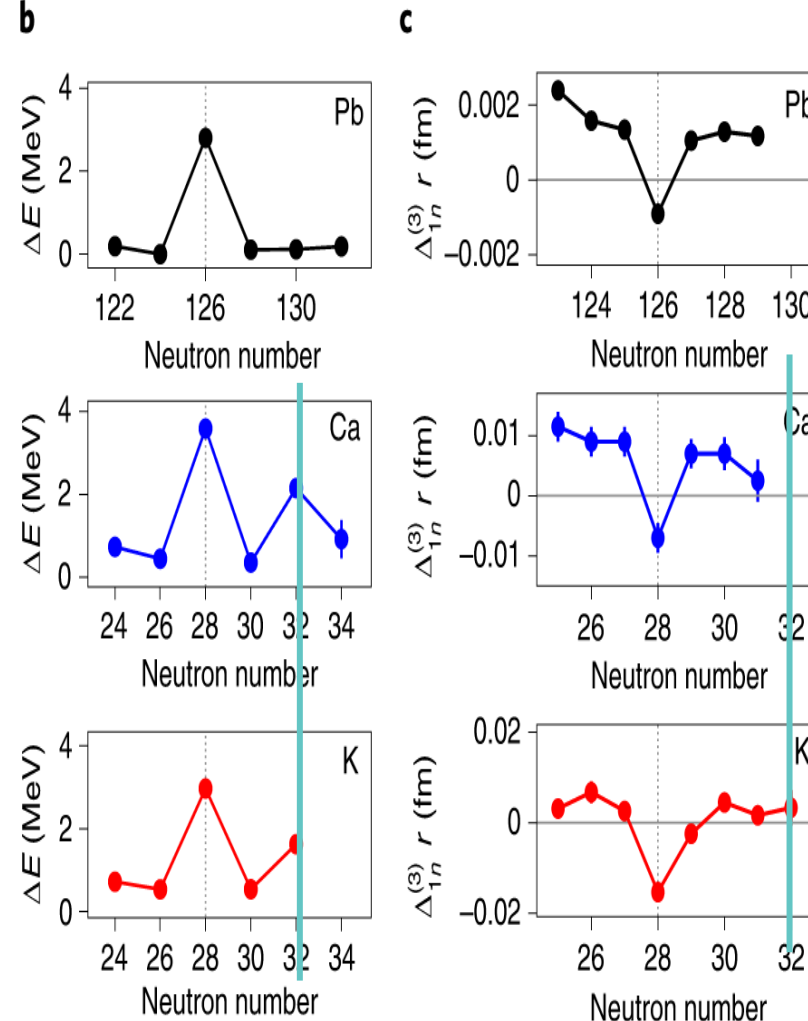 b
4
2
0
ΔE (MeV)
Pb
122 126 130
Neutron number
4
2
0
ΔE (MeV)
Ca
24 26 28 30 32 34
Neutron number
4
2
0
ΔE (MeV)
K
24 26 28 30 32 34
Neutron number
c
0.002
0
−0.002
Δ(3)1n r (fm)
Pb
124 126 128 130
Neutron number
0.01
0
−0.01
Δ(3)1n r (fm)
Ca
26 28 30 32
Neutron number
0.02
0
−0.02
Δ(3)1n r (fm)
K
26 28 30 32
Neutron number